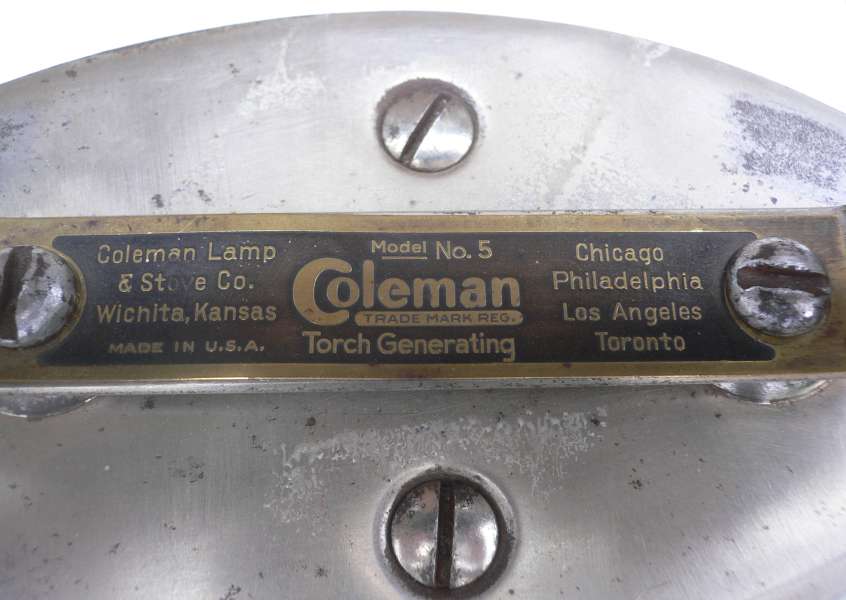 Coleman Lamp
& Stove Co.
Wichita, Kansas
MADE IN U.S.A.
Model No. 5
Coleman
TRADE MARK REG.
Torch Generating
Chicago
Philadelphia
Los Angeles
Toronto